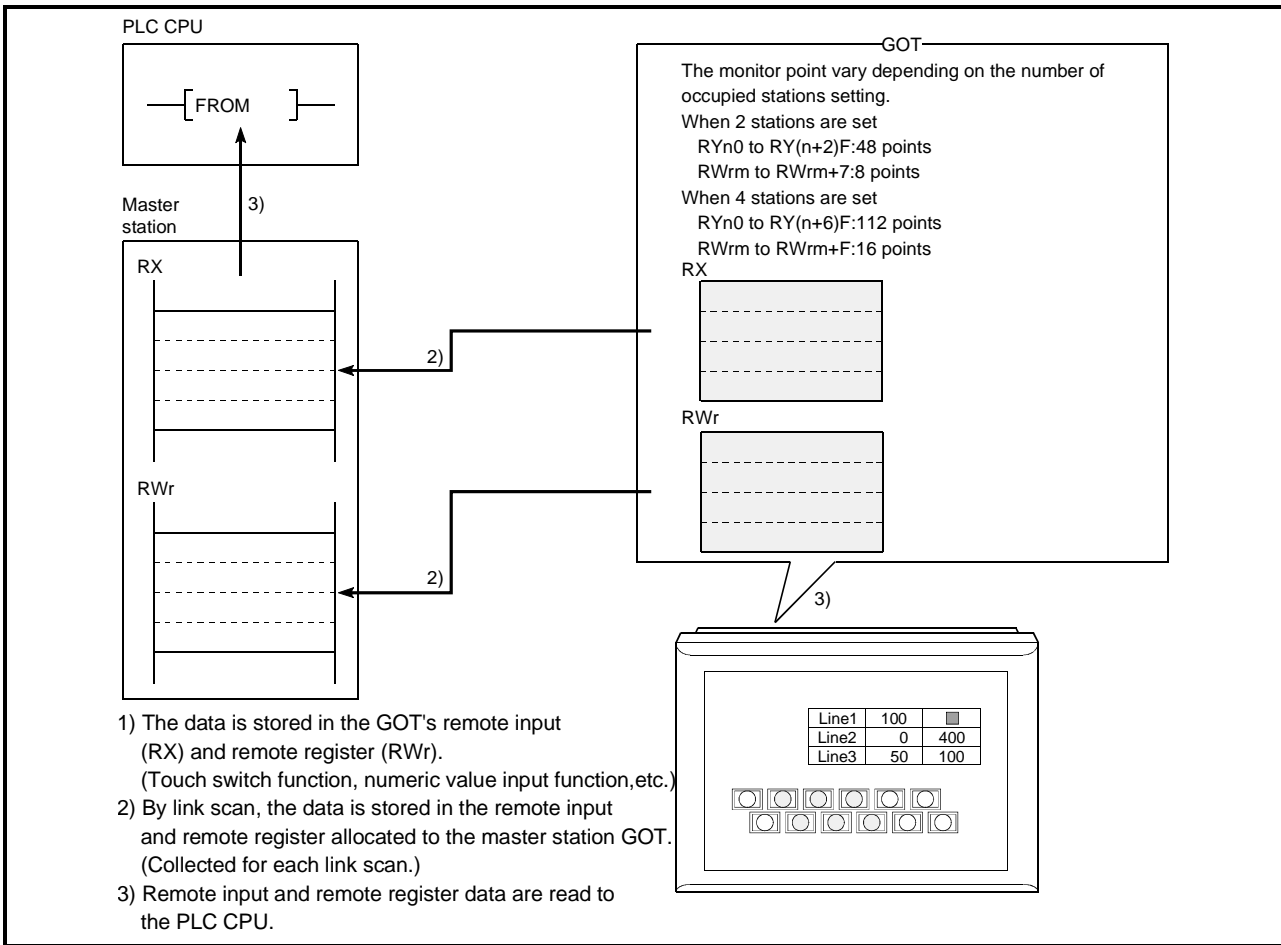 PLC CPU
FROM
3)
Master
station
RX
2)
RWr
2)
GOT
The monitor point vary depending on the number of
occupied stations setting.
When 2 stations are set
RYn0 to RY(n+2)F:48 points
RWrm to RWrm+7:8 points
When 4 stations are set
RYn0 to RY(n+6)F:112 points
RWrm to RWrm+F:16 points
RX
RWr
3)
Line1 100
Line2 0 400
Line3 50 100
1) The data is stored in the GOT's remote input
(RX) and remote register (RWr).
(Touch switch function, numeric value input function,etc.)
2) By link scan, the data is stored in the remote input
and remote register allocated to the master station GOT.
(Collected for each link scan.)
3) Remote input and remote register data are read to
the PLC CPU.